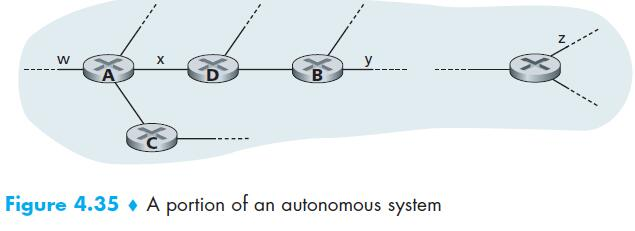 z
w
x
y
A
D
B
C
Figure 4.35 ♦ A portion of an autonomous system